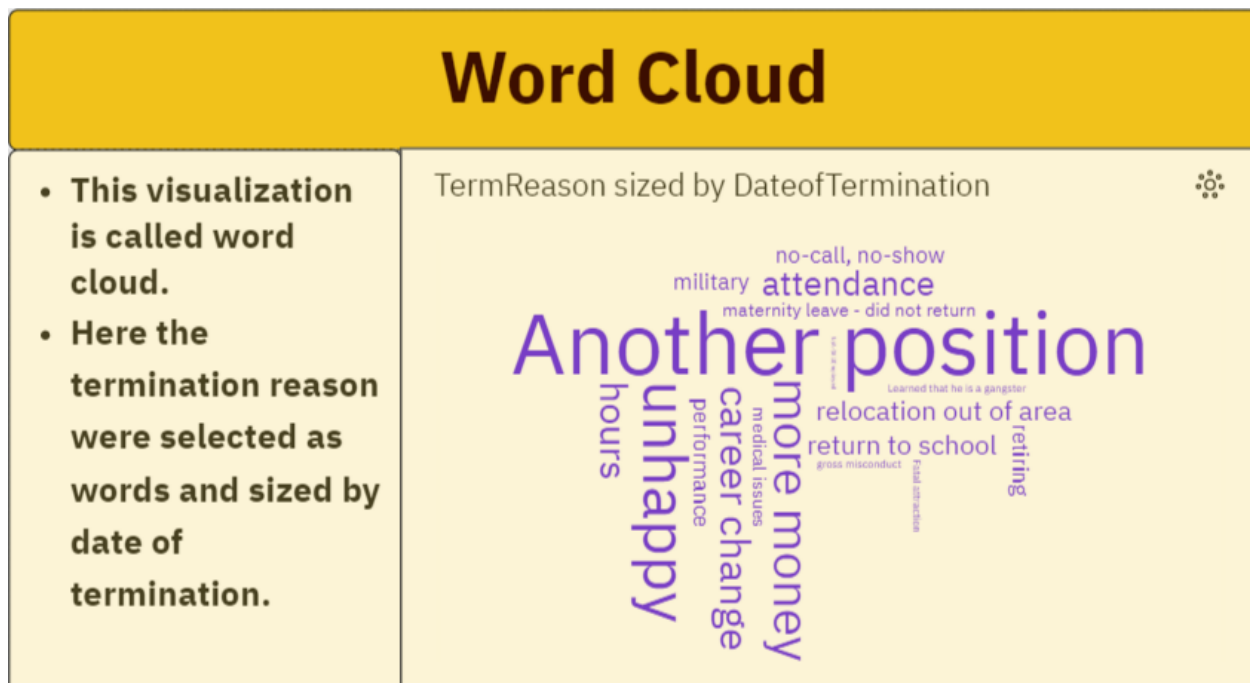 Word Cloud
This visualization
is called word
cloud.
Here the
termination reason
were selected as
words and sized by
date of
termination.
TermReason sized by DateofTermination
no-call, no-show
military
attendance
maternity leave - did not return
Another position
Learned that he is a gangster
hours
unhappy
performance
career change
medical issues
more money
relocation out of area
return to school
gross misconduct
Fatal attraction
retiring